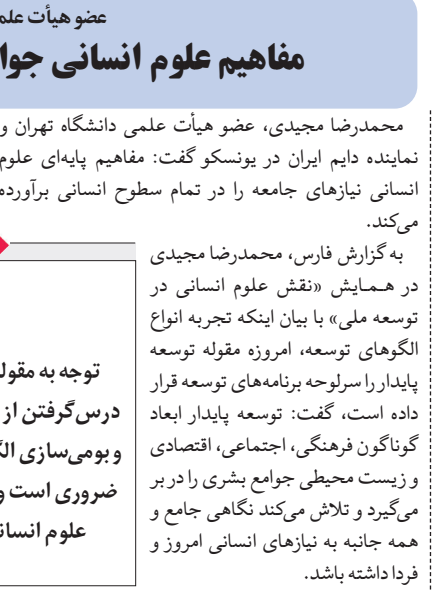 عضو هیأت علمی
مفاهیم علوم انسانی
محمدرضا مجیدی، عضو هیأت علمی دانشگاه تهران و
نماینده دایم ایران در یونسکو گفت: مفاهیم پایه‌ای علوم
انسانی نیازهای جامعه را در تمام سطوح انسانی برآورده
می‌کند.
به گزارش فارس، محمدرضا مجیدی
در همایش «نقش علوم انسانی در
توسعه ملی» با بیان اینکه تجربه انواع
الگوهای توسعه، امروزه مقوله توسعه
پایدار را سرلوحه برنامه‌های توسعه قرار
داده است، گفت: توسعه پایدار ابعاد
گوناگون فرهنگی، اجتماعی، اقتصادی
و زیست محیطی جوامع بشری را در بر
می‌گیرد و تلاش می‌کند نگاهی جامع و
همه جانبه به نیازهای انسانی امروز و
فردا داشته باشد.
توجه به
درس گرفتن از
و بومی‌سازی
ضروری است و
علوم